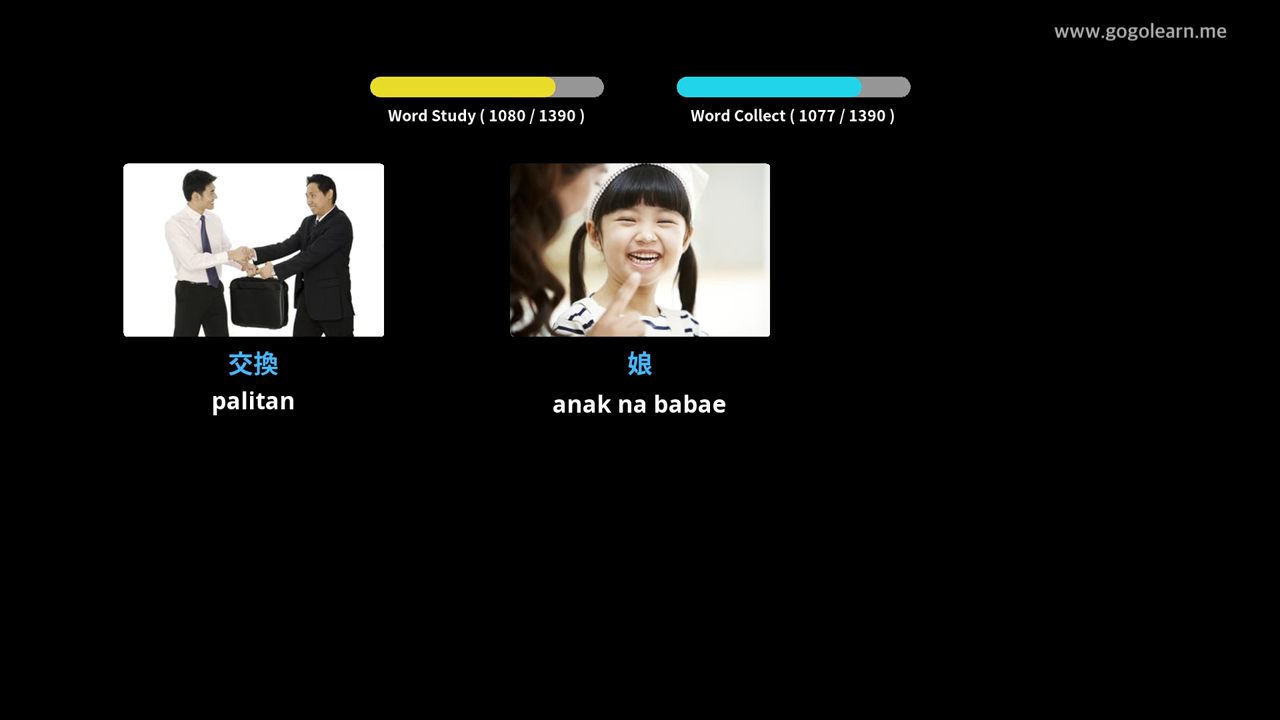 www.gogolearn.me
Word Study ( 1080 / 1390 )
Word Collect ( 1077 / 1390 )
交換
palitan
娘
anak na babae